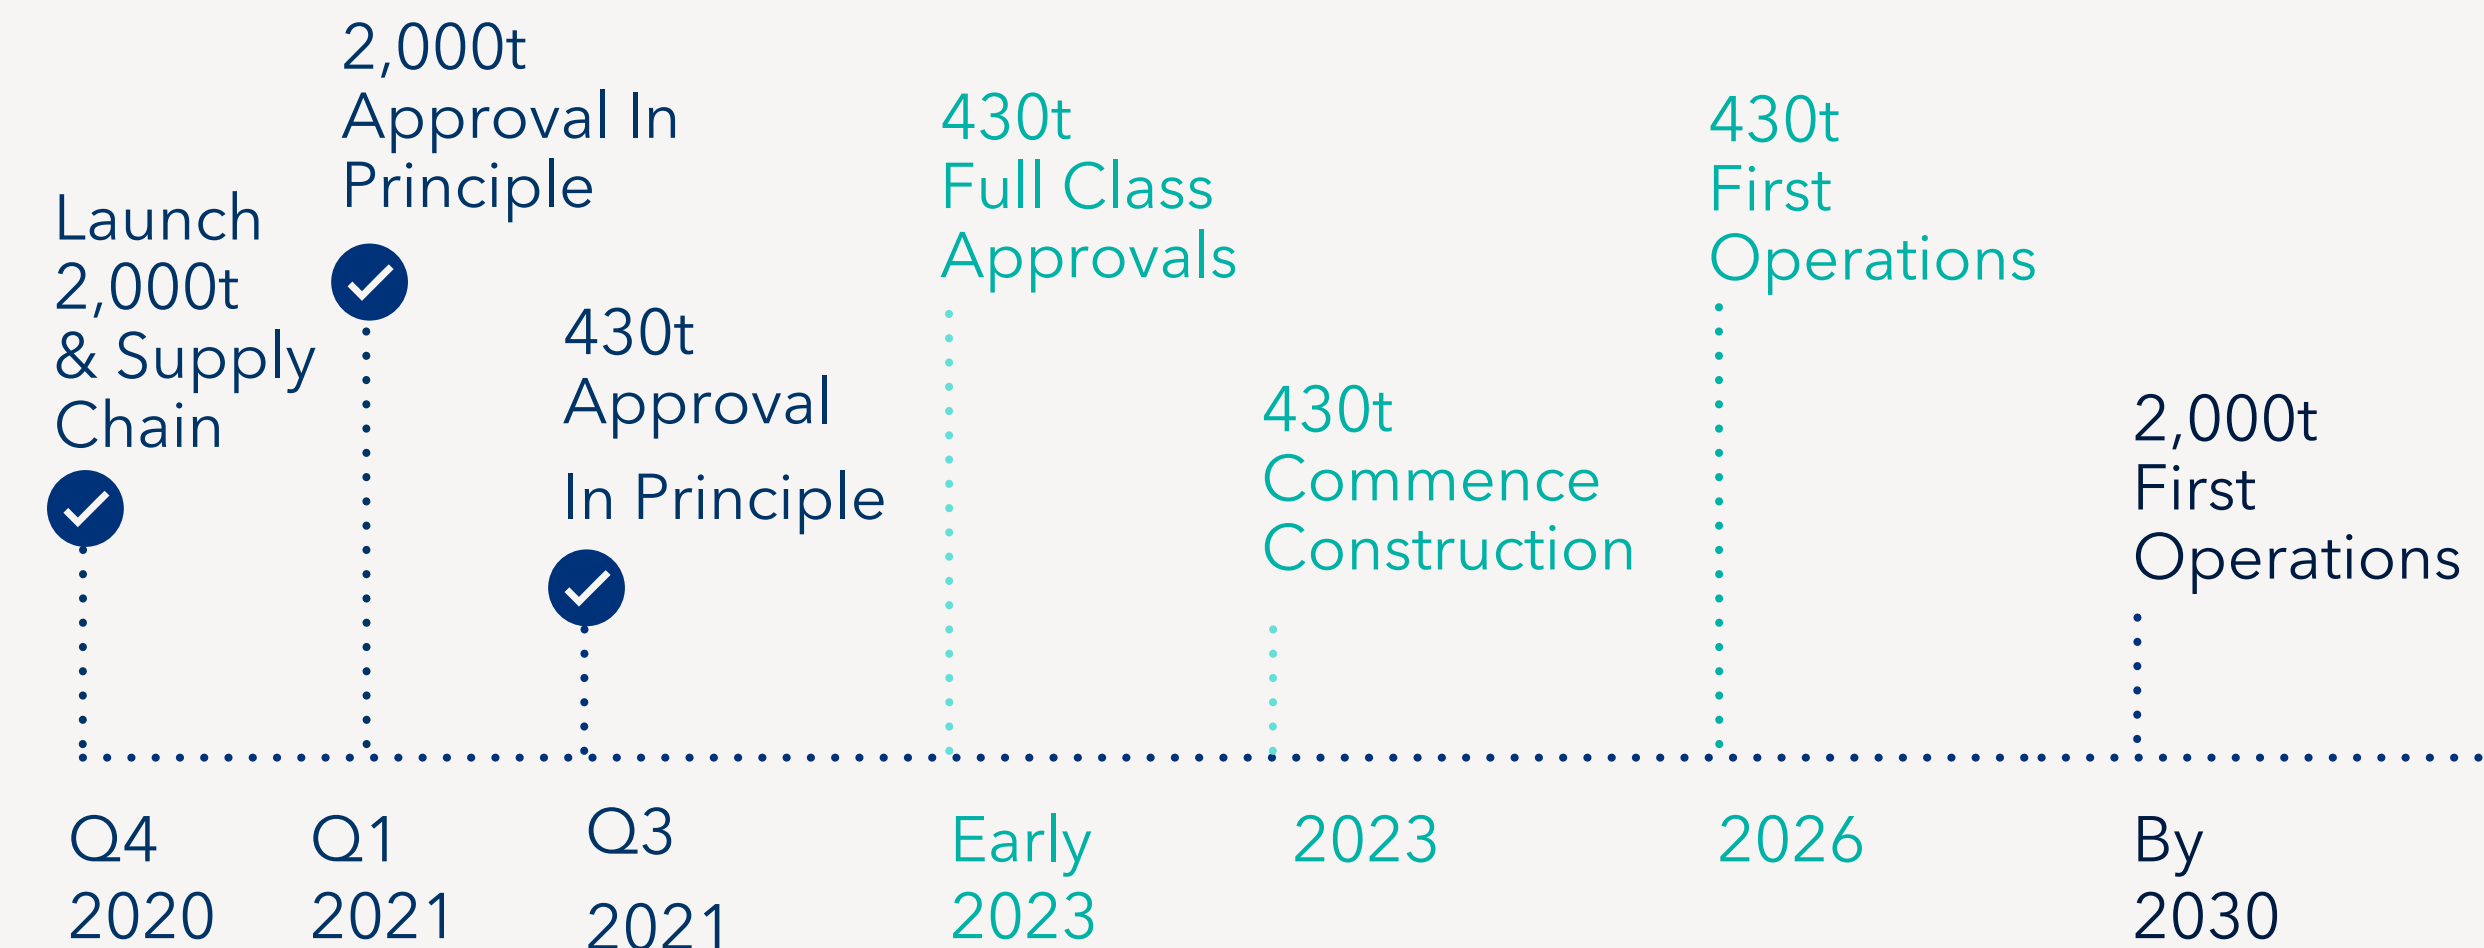 Launch
2,000t
& Supply
Chain
2,000t
Approval In
Principle
430t
Approval
In Principle
430t
Full Class
Approvals
430t
Commence
Construction
430t
First
Operations
2,000t
First
Operations
Q4
2020
Q1
2021
Q3
2021
Early
2023
2023
2026
By
2030